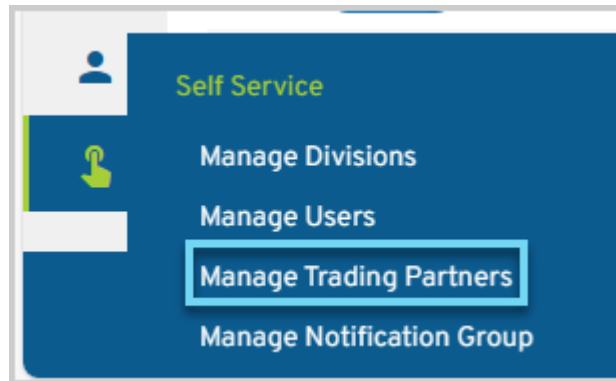 Self Service
Manage Divisions
Manage Users
Manage Trading Partners
Manage Notification Group